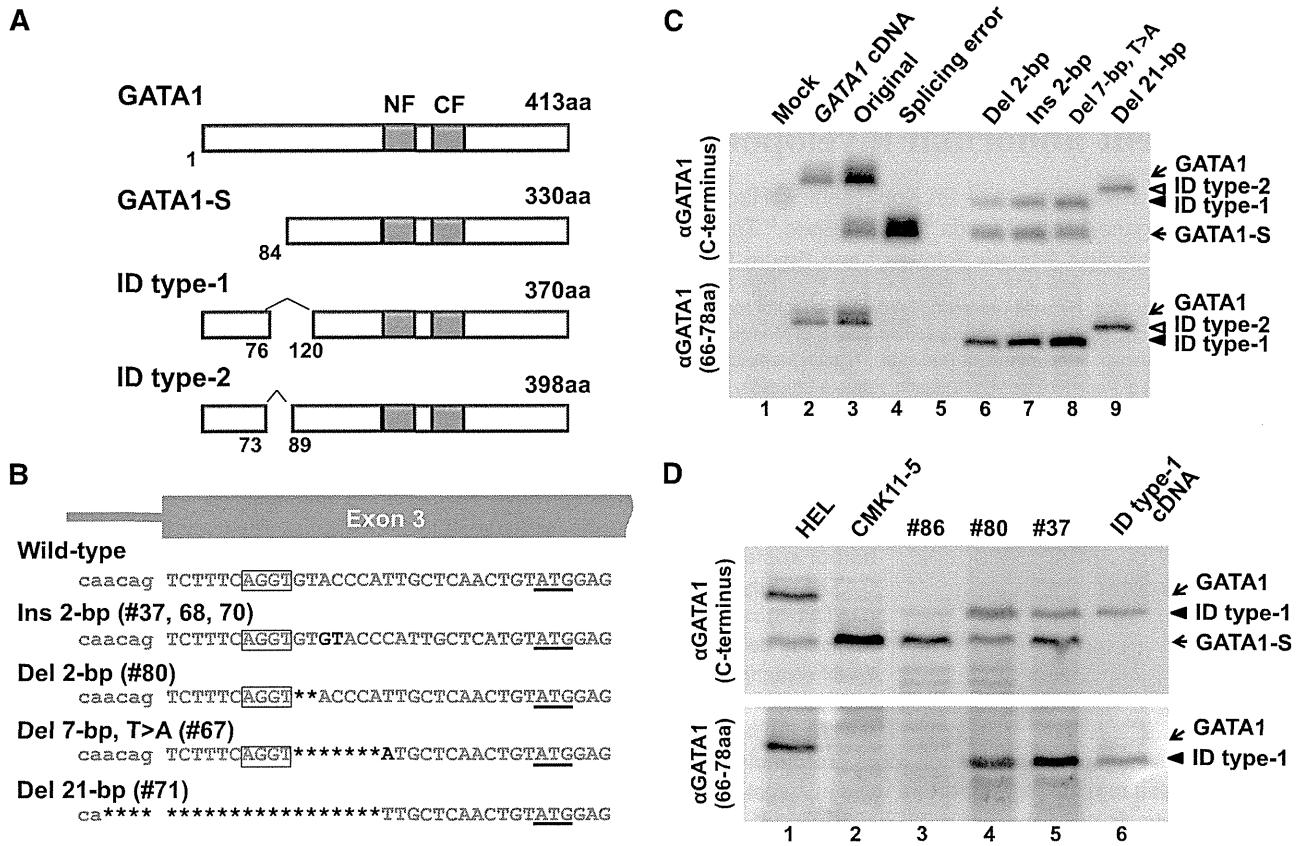 A
GATA1
NF CF
413aa
1
GATA1-S
330aa
84
ID type-1
370aa
76 120
ID type-2
398aa
73 89
B
Exon 3
Wild-type
caacag TCTTTCAGGTGTACCCATTGCTCAACTGTATGGAG
Ins 2-bp (#37, 68, 70)
caacag TCTTTCAGGTGTGTACCCATTGCTCATGTATGGAG
Del 2-bp (#80)
caacag TCTTTCAGGT**ACCCATTGCTCAACTGTATGGAG
Del 7-bp, T>A (#67)
caacag TCTTTCAGGT*******ATGCTCAACTGTATGGAG
Del 21-bp (#71)
ca**** *****************TTGCTCAACTGTATGGAG
C
Mock
GATA1 cDNA
Original
Splicing error
Del 2-bp
Ins 2-bp
Del 7-bp, T>A
Del 21-bp
αGATA1
(C-terminus)
GATA1
ID type-2
ID type-1
GATA1-S
αGATA1
(66-78aa)
GATA1
ID type-2
ID type-1
1 2 3 4 5 6 7 8 9
D
HEL
CMK11-5
#86
#80
#37
ID type-1
cDNA
αGATA1
(C-terminus)
GATA1
ID type-1
GATA1-S
αGATA1
(66-78aa)
GATA1
ID type-1
1 2 3 4 5 6